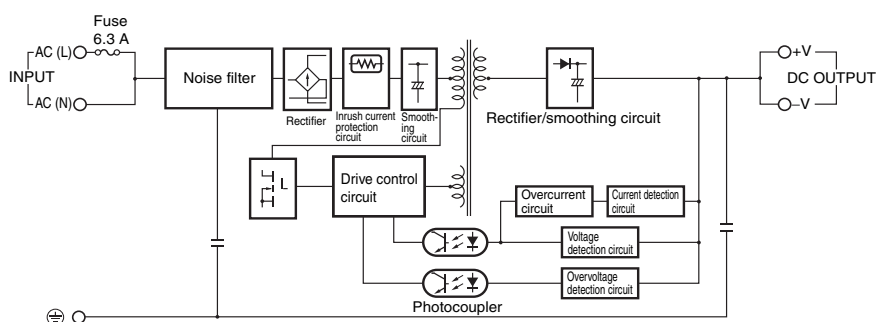 Fuse
6.3 A
AC (L)
INPUT
AC (N)
Noise filter
Rectifier
Inrush current
protection
circuit
Smooth-
ing
circuit
Rectifier/smoothing circuit
+V
DC OUTPUT
–V
Drive control
circuit
Overcurrent
circuit
Current detection
circuit
Voltage
detection circuit
Overvoltage
detection circuit
Photocoupler